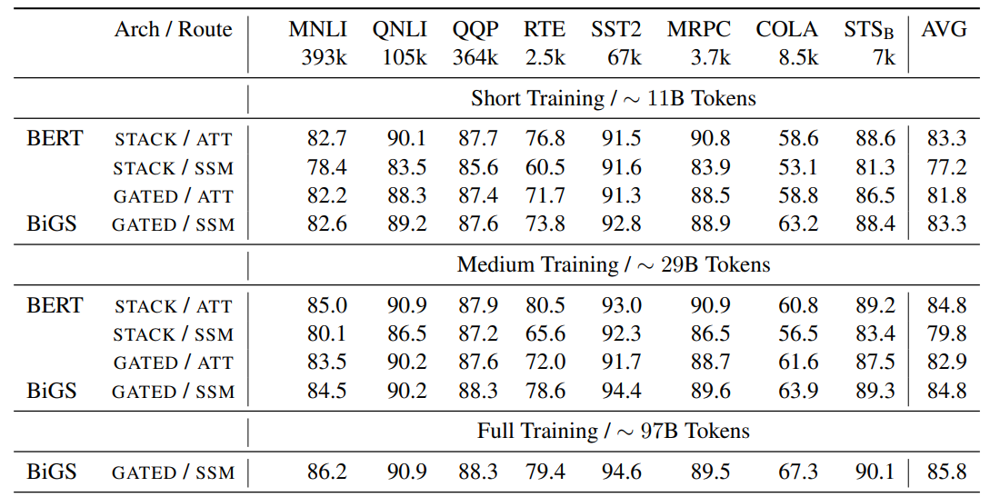 Arch / Route MNLI QNLI QQP RTE SST2 MRPC COLA STSB AVG
393k 105k 364k 2.5k 67k 3.7k 8.5k 7k
Short Training / ∼ 11B Tokens
BERT STACK / ATT 82.7 90.1 87.7 76.8 91.5 90.8 58.6 88.6 83.3
STACK / SSM 78.4 83.5 85.6 60.5 91.6 83.9 53.1 81.3 77.2
GATED / ATT 82.2 88.3 87.4 71.7 91.3 88.5 58.8 86.5 81.8
BiGS GATED / SSM 82.6 89.2 87.6 73.8 92.8 88.9 63.2 88.4 83.3
Medium Training / ∼ 29B Tokens
BERT STACK / ATT 85.0 90.9 87.9 80.5 93.0 90.9 60.8 89.2 84.8
STACK / SSM 80.1 86.5 87.2 65.6 92.3 86.5 56.5 83.4 79.8
GATED / ATT 83.5 90.2 87.6 72.0 91.7 88.7 61.6 87.5 82.9
BiGS GATED / SSM 84.5 90.2 88.3 78.6 94.4 89.6 63.9 89.3 84.8
Full Training / ∼ 97B Tokens
BiGS GATED / SSM 86.2 90.9 88.3 79.4 94.6 89.5 67.3 90.1 85.8